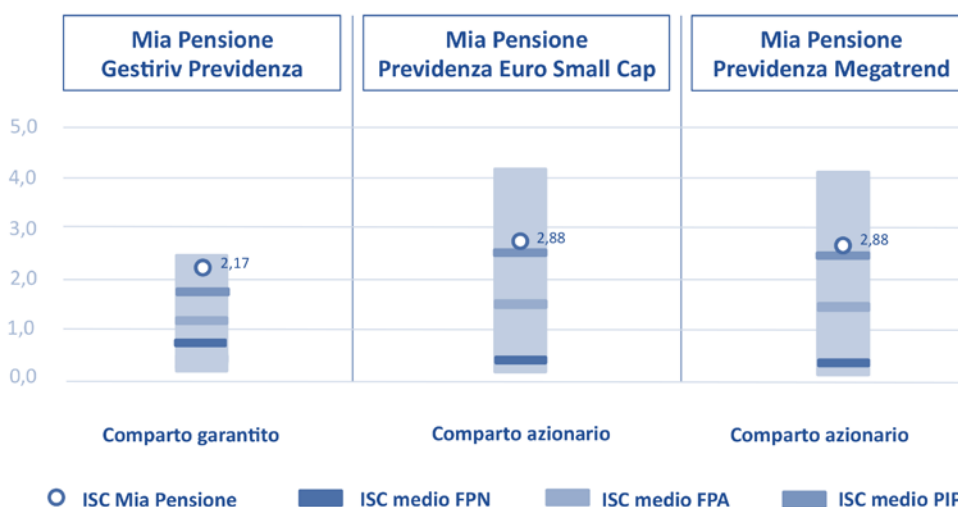 Mia Pensione
Gestiriv Previdenza
Mia Pensione
Previdenza Euro Small Cap
Mia Pensione
Previdenza Megatrend
5,0
4,0
3,0
2,0
1,0
0,0
2,17
2,88
2,88
Comparto garantito
Comparto azionario
Comparto azionario
ISC Mia Pensione
ISC medio FPN
ISC medio FPA
ISC medio PIP